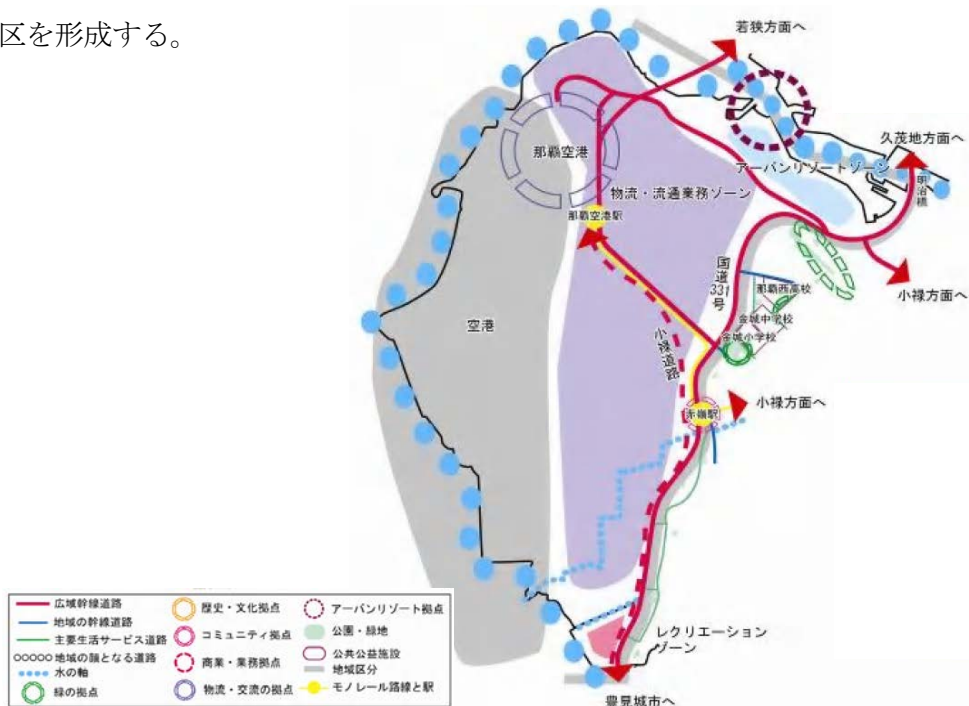 区を形成する。
若狭方面へ
久茂地方面へ
アーバンリゾートゾーン
明治橋
那覇空港
物流・流通業務ゾーン
那覇空港駅
国道331号
那覇西高校
小禄方面へ
金城中学校
金城小学校
空港
小禄道路
赤嶺駅
小禄方面へ
レクリエーション
ゾーン
豊見城市へ
広域幹線道路
地域の幹線道路
主要生活サービス道路
地域の顔となる道路
水の軸
緑の拠点
歴史・文化拠点
コミュニティ拠点
商業・業務拠点
物流・交流の拠点
アーバンリゾート拠点
公園・緑地
公共公益施設
地域区分
モノレール路線と駅